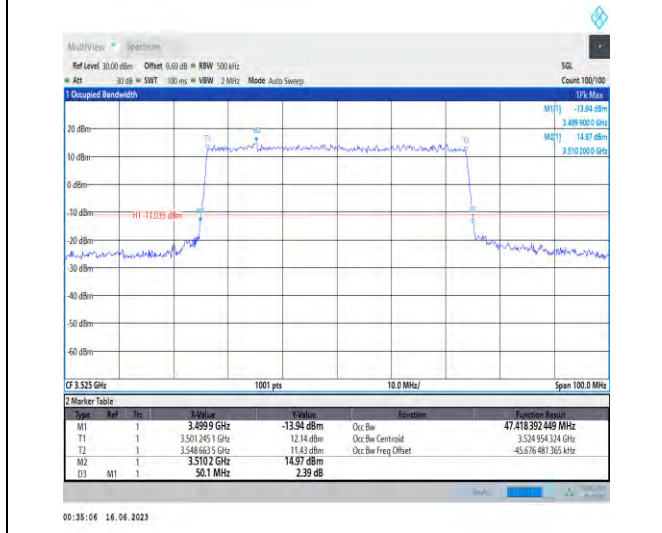 MultiView Spectrum
Ref Level 30.00 dBm Offset 0.69 dB RBW 500 kHz SGL
Att 30 dB SWT 100 ms VBW 2 MHz Mode Auto Sweep Count 100/100
1 Occupied Bandwidth 1Pk Max
M1[1] -13.94 dBm
3.499 900 0 GHz
M2[1] 14.97 dBm
3.510 200 0 GHz
20 dBm
M2
T1
T2
10 dBm
0 dBm
-10 dBm
H1 -11.035 dBm
-20 dBm
-30 dBm
-40 dBm
-50 dBm
-60 dBm
CF 3.525 GHz 1001 pts 10.0 MHz/ Span 100.0 MHz
2 Marker Table
Type Ref Trc X-Value Y-Value Function Function Result
M1 1 3.4999 GHz -13.94 dBm Occ Bw 47.418 392 449 MHz
T1 1 3.501 245 1 GHz 12.14 dBm Occ Bw Centroid 3.524 954 324 GHz
T2 1 3.548 663 5 GHz 11.43 dBm Occ Bw Freq Offset -45.676 481 365 kHz
M2 1 3.5102 GHz 14.97 dBm
D3 M1 1 50.1 MHz 2.39 dB
00:35:06 16.06.2023